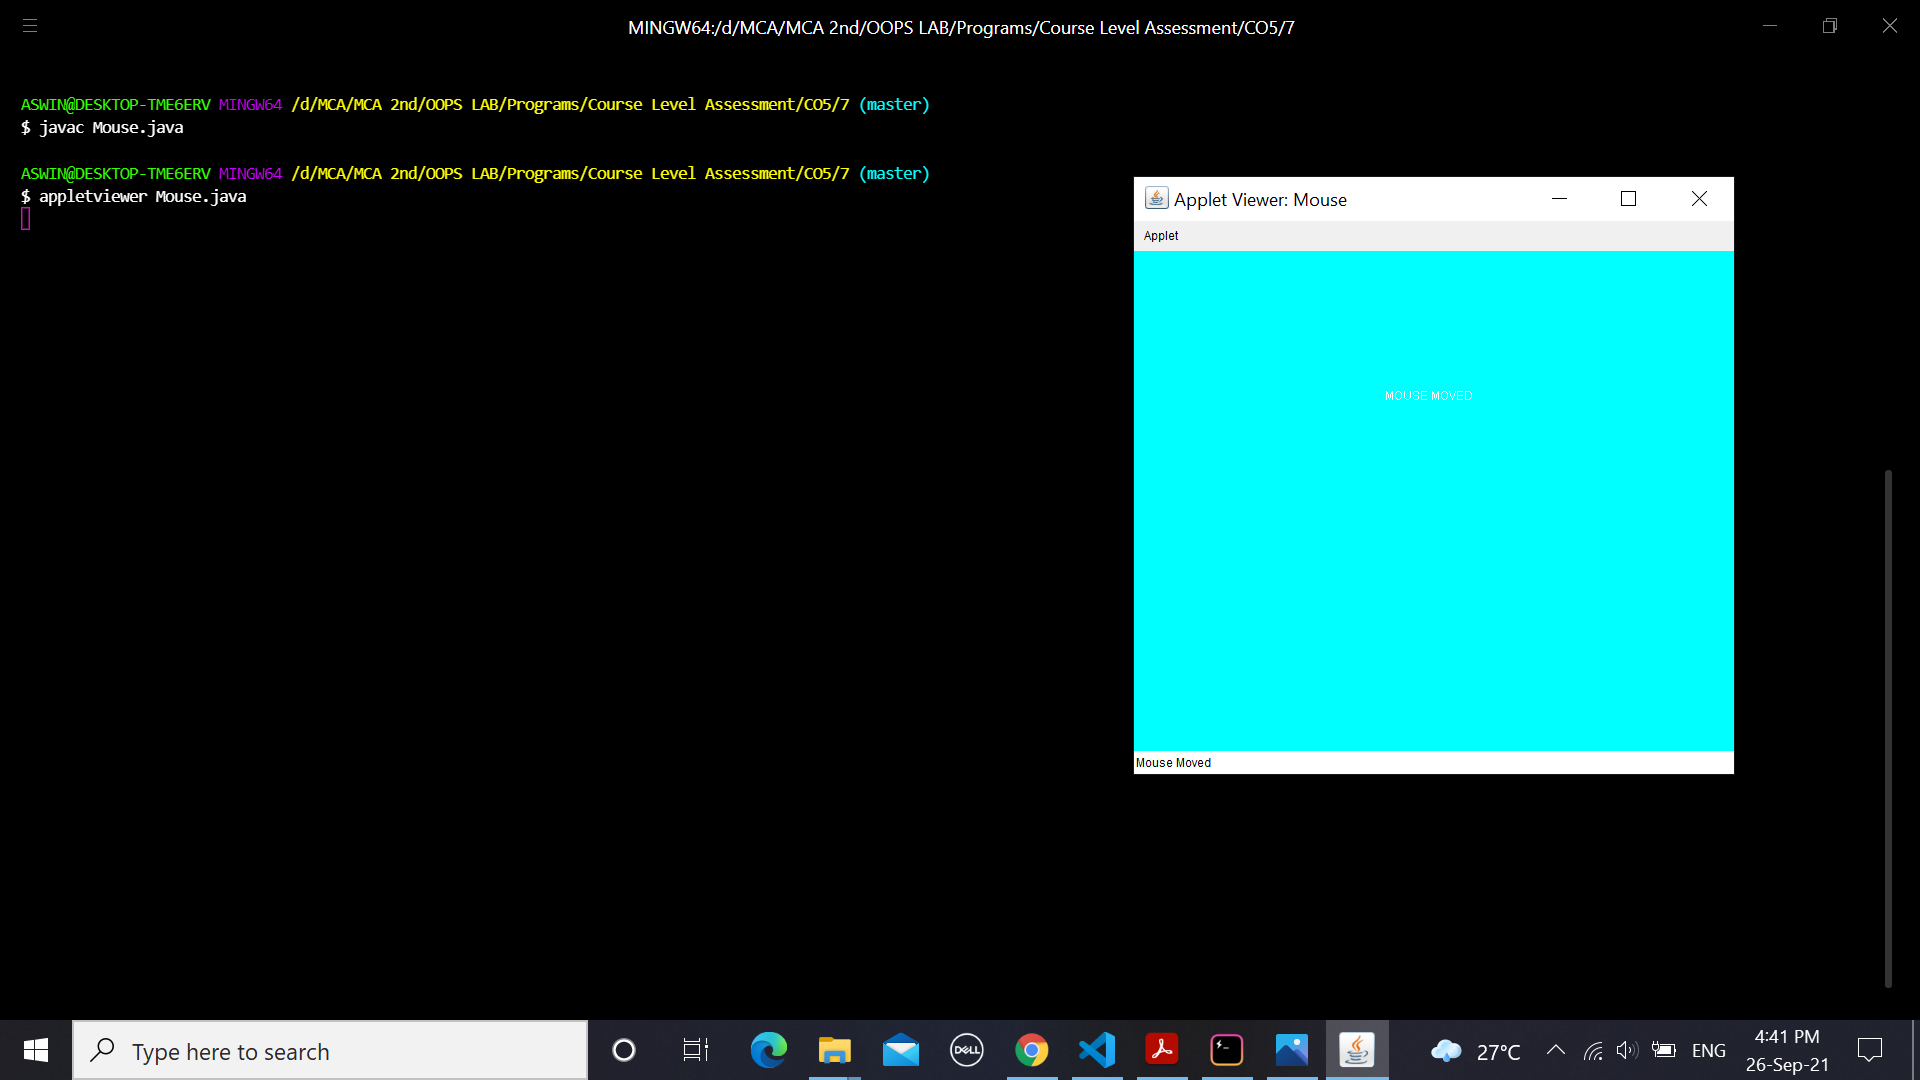 MINGW64:/d/MCA/MCA 2nd/OOPS LAB/Programs/Course Level Assessment/CO5/7
ASWIN@DESKTOP-TME6ERV MINGW64 /d/MCA/MCA 2nd/OOPS LAB/Programs/Course Level Assessment/CO5/7 (master)
$ javac Mouse.java
ASWIN@DESKTOP-TME6ERV MINGW64 /d/MCA/MCA 2nd/OOPS LAB/Programs/Course Level Assessment/CO5/7 (master)
$ appletviewer Mouse.java
Applet Viewer: Mouse
Applet
MOUSE MOVED
Mouse Moved
Type here to search
DELL
27°C
ENG
4:41 PM
26-Sep-21